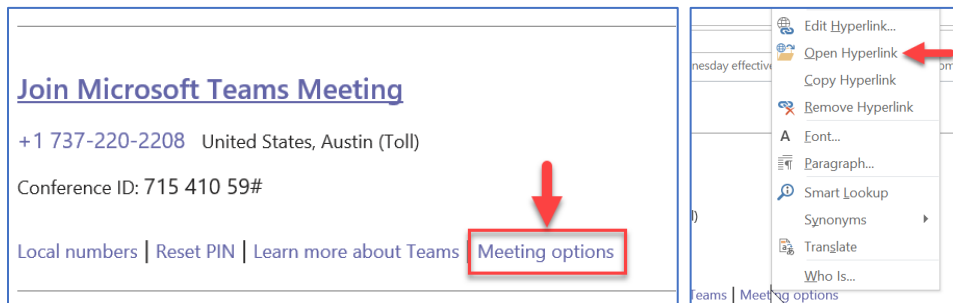 Join Microsoft Teams Meeting
+1 737-220-2208 United States, Austin (Toll)
Conference ID: 715 410 59#
Local numbers | Reset PIN | Learn more about Teams | Meeting options
Edit Hyperlink...
Open Hyperlink
nesday effectiv
Copy Hyperlink
Remove Hyperlink
Font...
Paragraph...
Smart Lookup
l)
Synonyms
Translate
Who Is...
Teams | Meeting options